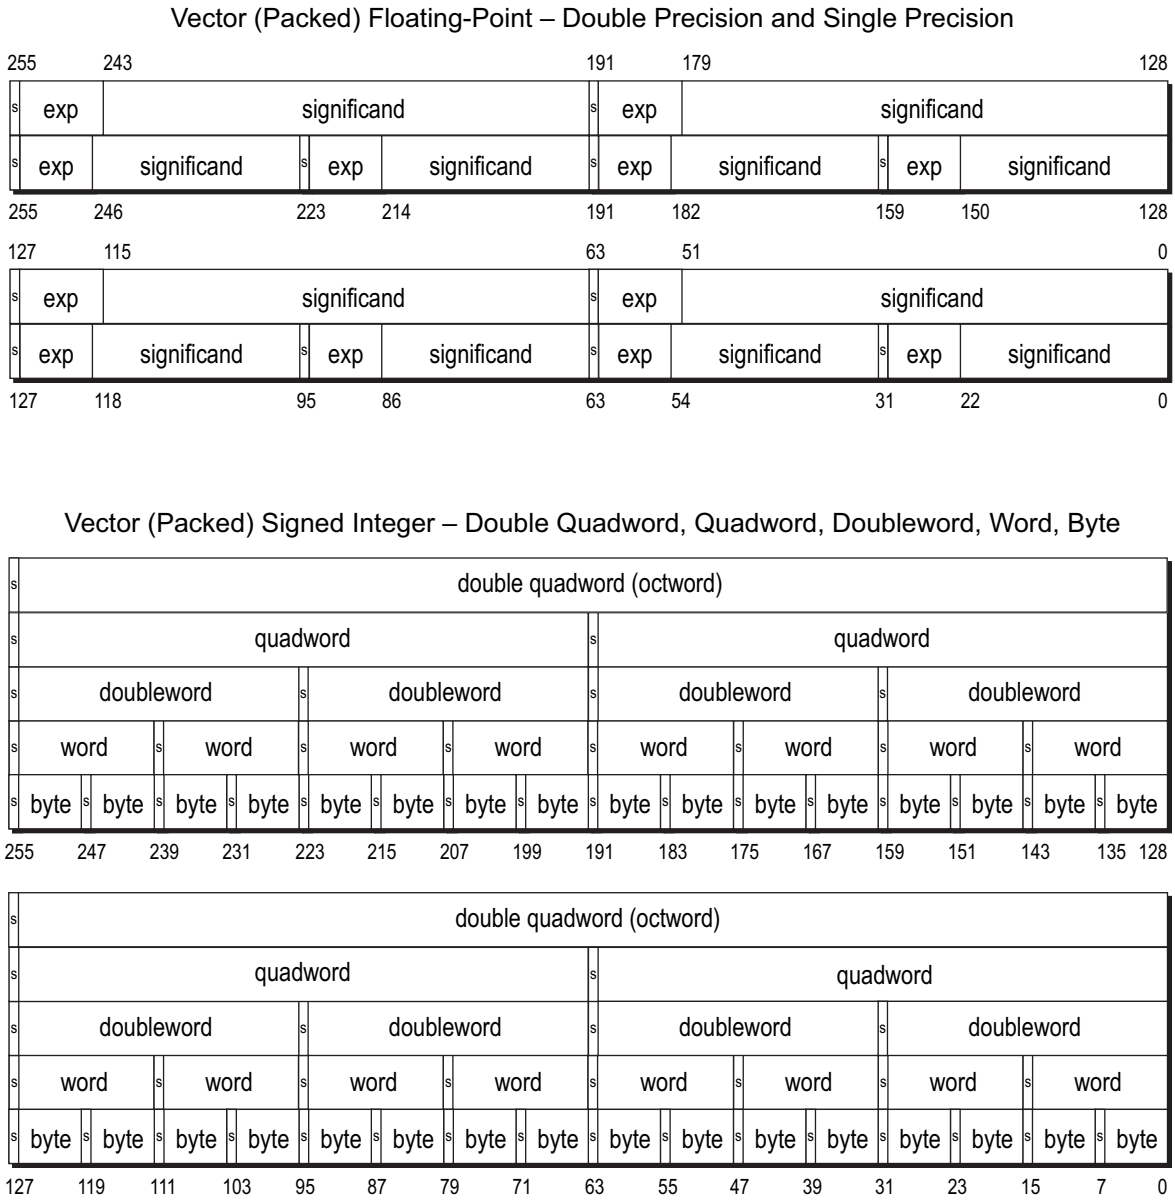 Vector (Packed) Floating-Point – Double Precision and Single Precision
255 243 191 179 128
s exp significand s exp significand
s exp significand s exp significand s exp significand s exp significand
255 246 223 214 191 182 159 150 128
127 115 63 51 0
s exp significand s exp significand
s exp significand s exp significand s exp significand s exp significand
127 118 95 86 63 54 31 22 0
Vector (Packed) Signed Integer – Double Quadword, Quadword, Doubleword, Word, Byte
s double quadword (octword)
s quadword s quadword
s doubleword s doubleword s doubleword s doubleword
s word s word s word s word s word s word s word s word
s byte s byte s byte s byte s byte s byte s byte s byte s byte s byte s byte s byte s byte s byte s byte s byte
255 247 239 231 223 215 207 199 191 183 175 167 159 151 143 135 128
s double quadword (octword)
s quadword s quadword
s doubleword s doubleword s doubleword s doubleword
s word s word s word s word s word s word s word s word
s byte s byte s byte s byte s byte s byte s byte s byte s byte s byte s byte s byte s byte s byte s byte s byte
127 119 111 103 95 87 79 71 63 55 47 39 31 23 15 7 0